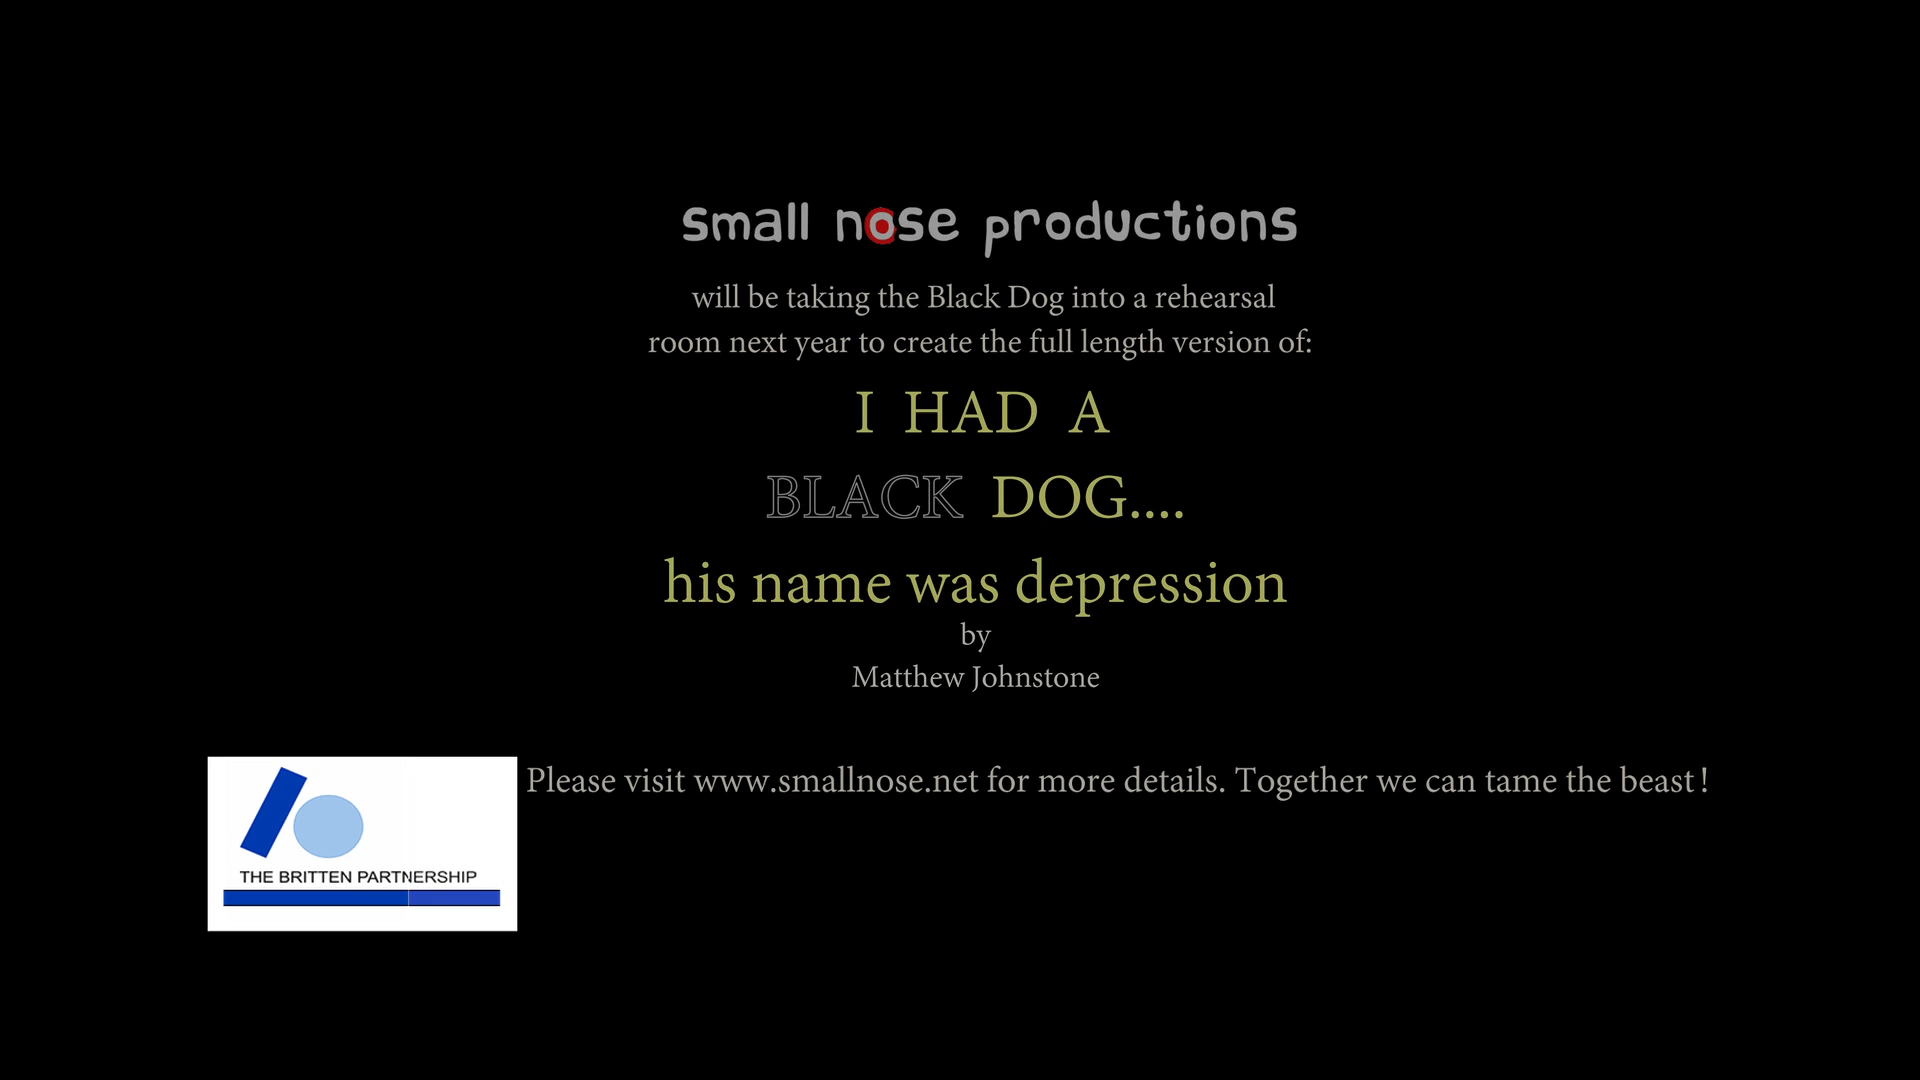 small nose productions
will be taking the Black Dog into a rehearsal
room next year to create the full length version of:
I HAD A
BLACK DOG....
his name was depression
by
Matthew Johnstone
Please visit www.smallnose.net for more details. Together we can tame the beast!
THE BRITTEN PARTNERSHIP